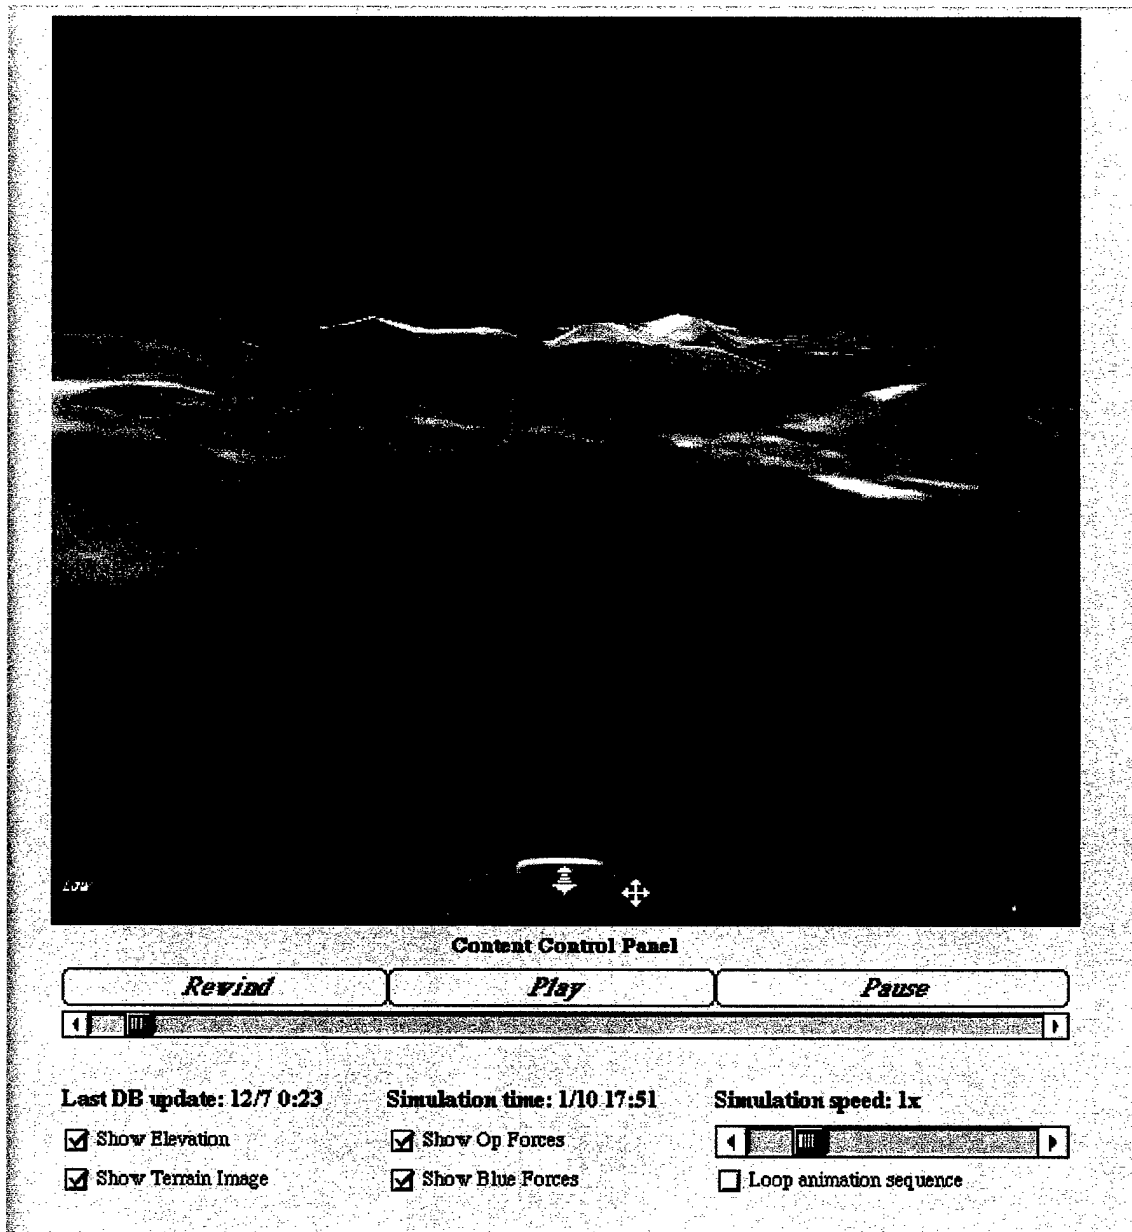 Low
Content Control Panel
Rewind Play Pause
Last DB update: 12/7 0:23 Simulation time: 1/10 17:51 Simulation speed: 1x
Show Elevation Show Op Forces
Show Terrain Image Show Blue Forces Loop animation sequence